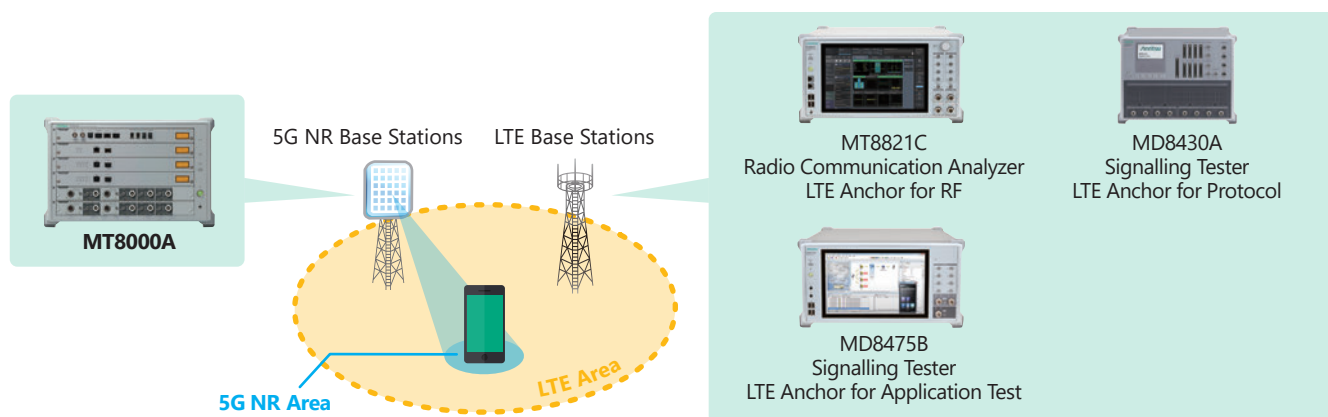 MT8000A
5G NR Base Stations
LTE Base Stations
LTE Area
5G NR Area
MT8821C
Radio Communication Analyzer
LTE Anchor for RF
Anritsu
MD8430A
Signalling Tester
LTE Anchor for Protocol
MD8475B
Signalling Tester
LTE Anchor for Application Test